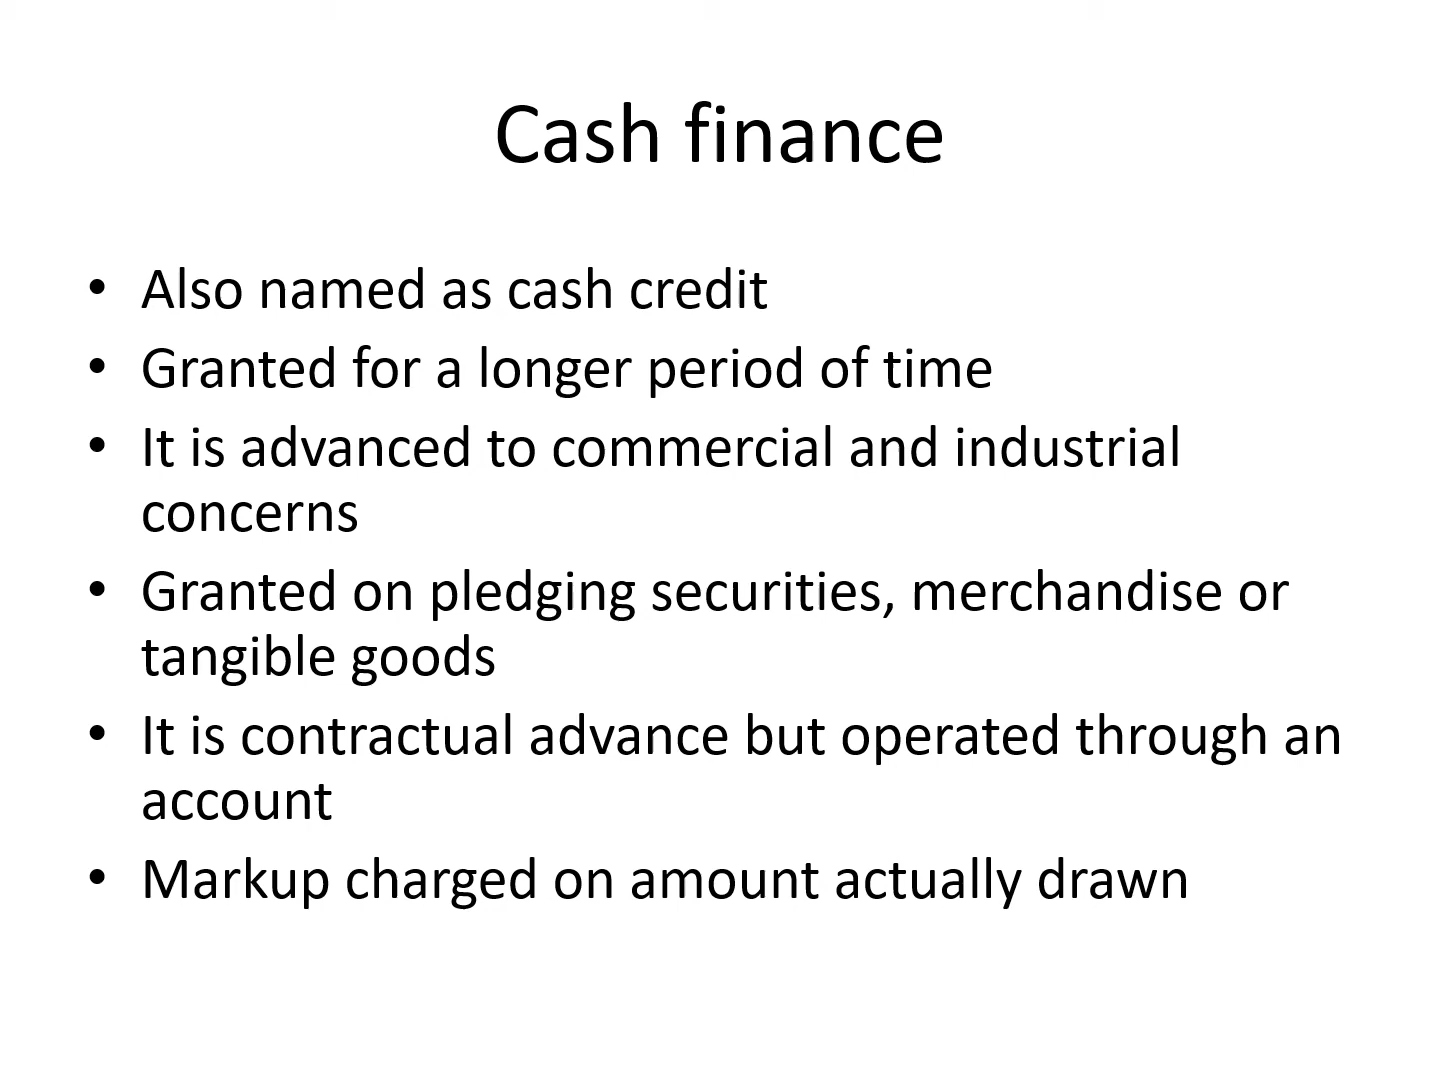 Cash finance
• Also named as cash credit
• Granted for a longer period of time
• It is advanced to commercial and industrial
concerns
• Granted on pledging securities, merchandise or
tangible goods
• It is contractual advance but operated through an
account
• Markup charged on amount actually drawn